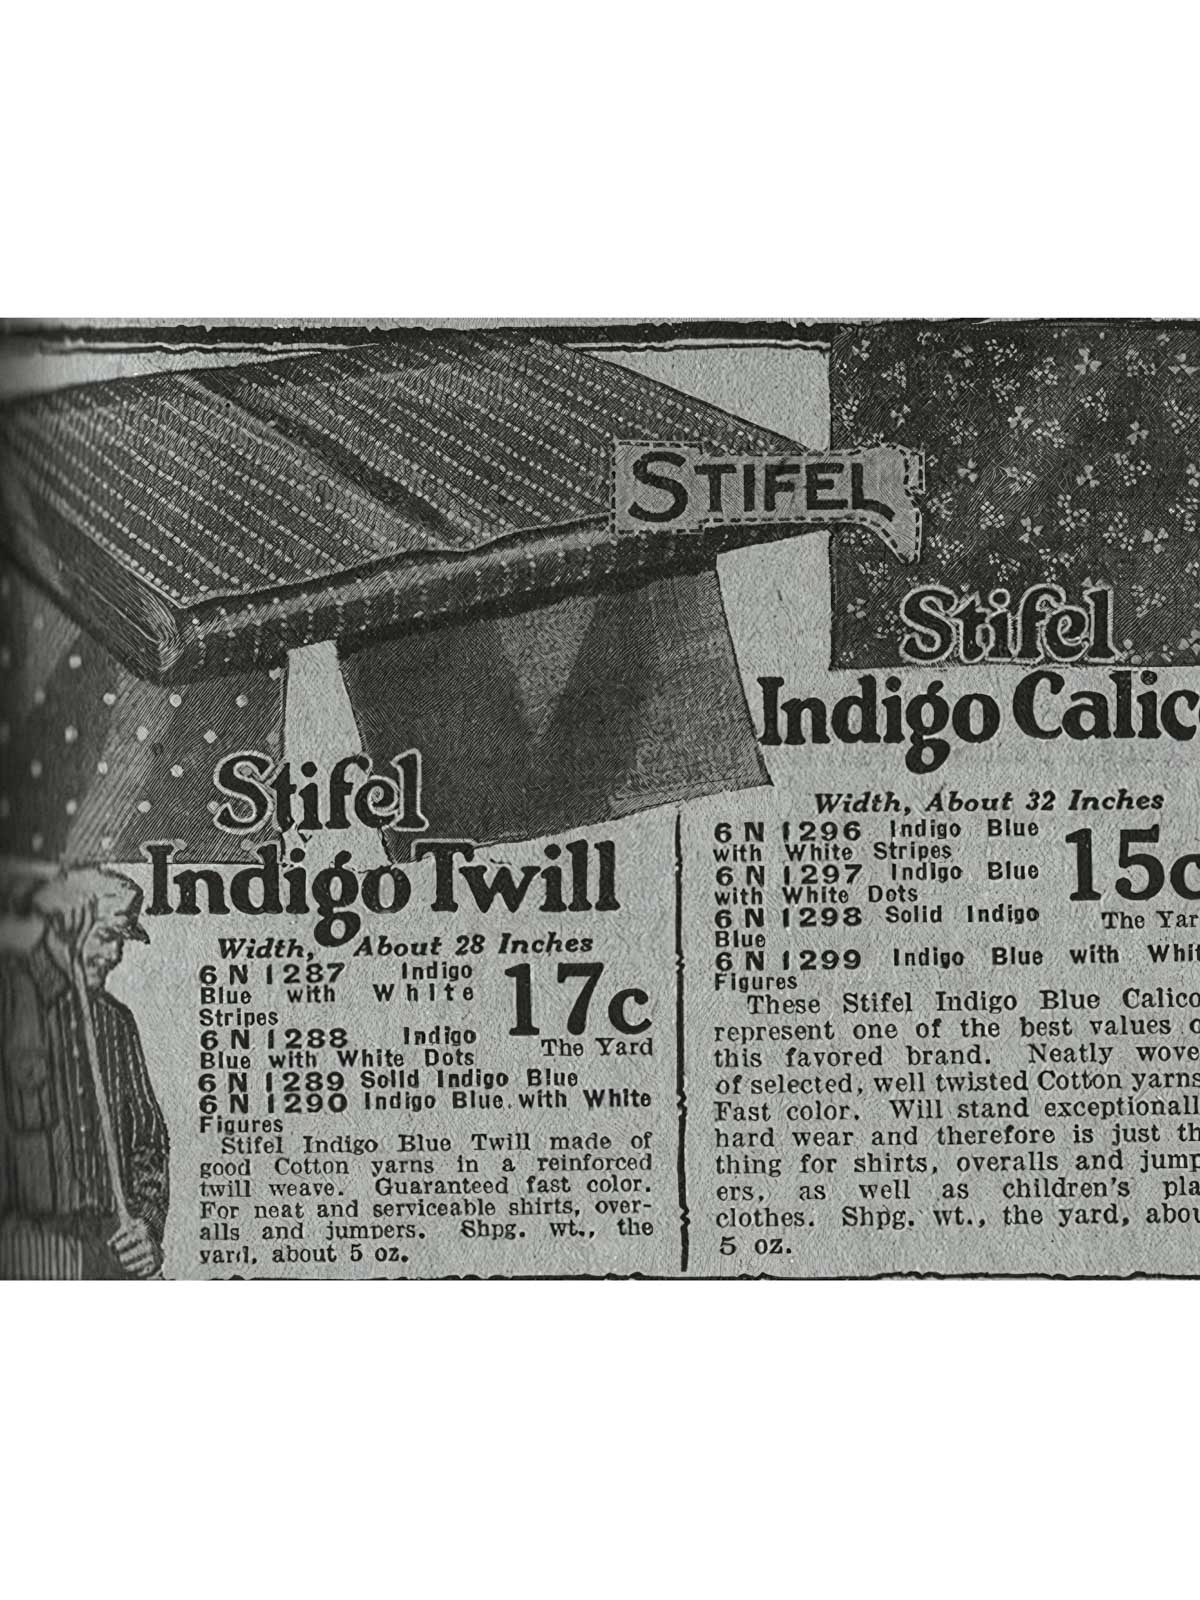 STIFEL
Stifel
Indigo Twill
Width, About 28 Inches
6 N 1287 Indigo
Blue with White
Stripes
6 N 1288 Indigo
Blue with White Dots
17c
The Yard
6 N 1289 Solid Indigo Blue
6 N 1290 Indigo Blue with White
Figures
Stifel Indigo Blue Twill made of
good Cotton yarns in a reinforced
twill weave. Guaranteed fast color.
For neat and serviceable shirts, over-
alls and jumpers. Shpg. wt., the
yard, about 5 oz.
Stifel
Indigo Calic
Width, About 32 Inches
6 N 1296 Indigo Blue
with White Stripes
6 N 1297 Indigo Blue
with White Dots
6 N 1298 Solid Indigo
Blue
15c
The Yar
6 N 1299 Indigo Blue with Whit
Figures
These Stifel Indigo Blue Calico
represent one of the best values o
this favored brand. Neatly wove
of selected, well twisted Cotton yarns
Fast color. Will stand exceptionall
hard wear and therefore is just th
thing for shirts, overalls and jump
ers, as well as children's pla
clothes. Shpg. wt., the yard, abou
5 oz.